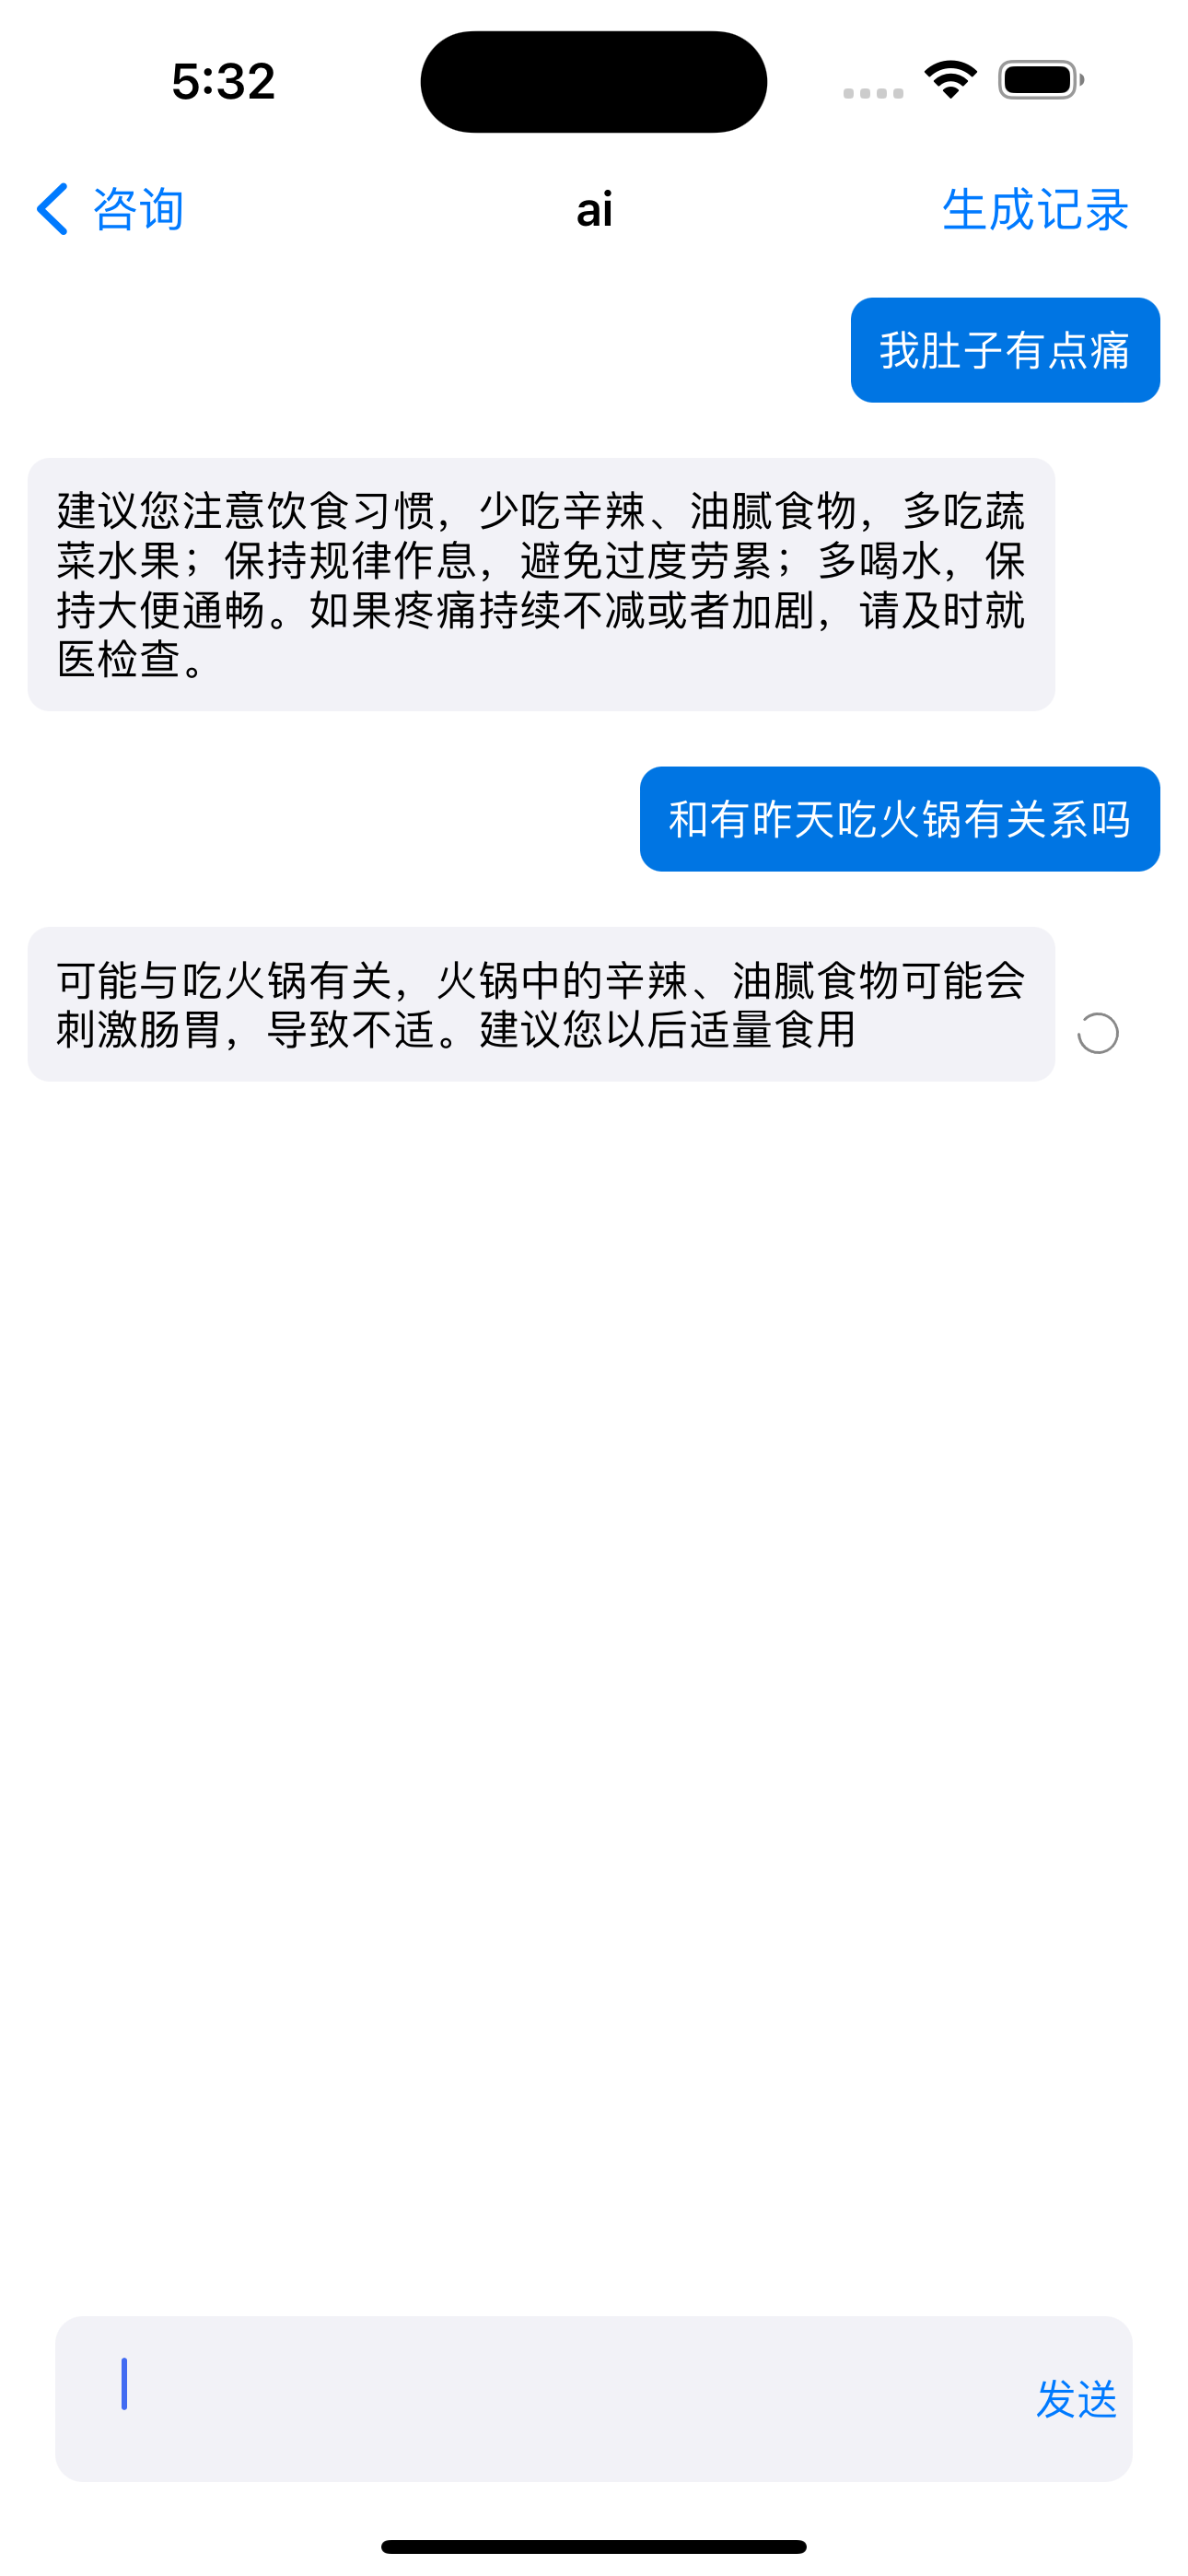 5:32
咨询
ai
生成记录
我肚子有点痛
建议您注意饮食习惯，少吃辛辣、油腻食物，多吃蔬
菜水果；保持规律作息，避免过度劳累；多喝水，保
持大便通畅。如果疼痛持续不减或者加剧，请及时就
医检查。
和有昨天吃火锅有关系吗
可能与吃火锅有关，火锅中的辛辣、油腻食物可能会
刺激肠胃，导致不适。建议您以后适量食用
发送